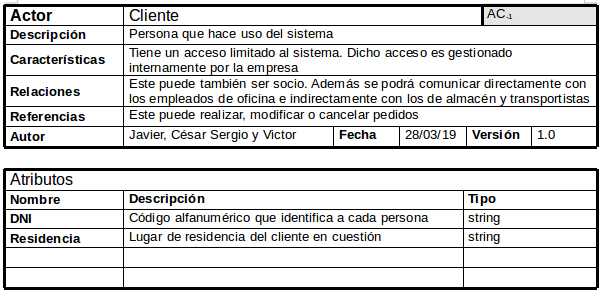 Actor Cliente AC-1
Descripción Persona que hace uso del sistema
Características Tiene un acceso limitado al sistema. Dicho acceso es gestionado
internamente por la empresa
Relaciones Este puede también ser socio. Además se podrá comunicar directamente con
los empleados de oficina e indirectamente con los de almacén y transportistas
Referencias Este puede realizar, modificar o cancelar pedidos
Autor Javier, César Sergio y Victor Fecha 28/03/19 Versión 1.0
Atributos
Nombre Descripción Tipo
DNI Código alfanumérico que identifica a cada persona string
Residencia Lugar de residencia del cliente en cuestión string